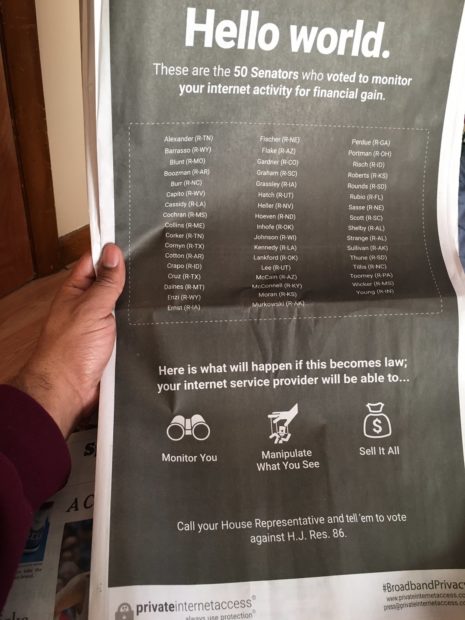 Hello world.
These are the 50 Senators who voted to monitor
your internet activity for financial gain.
Alexander (R-TN)
Barrasso (R-WY)
Blunt (R-MO)
Boozman (R-AR)
Burr (R-NC)
Capito (R-WV)
Cassidy (R-LA)
Cochran (R-MS)
Collins (R-ME)
Corker (R-TN)
Cornyn (R-TX)
Cotton (R-AR)
Crapo (R-ID)
Cruz (R-TX)
Daines (R-MT)
Enzi (R-WY)
Ernst (R-IA)
Fischer (R-NE)
Flake (R-AZ)
Gardner (R-CO)
Graham (R-SC)
Grassley (R-IA)
Hatch (R-UT)
Heller (R-NV)
Hoeven (R-ND)
Inhofe (R-OK)
Johnson (R-WI)
Kennedy (R-LA)
Lankford (R-OK)
Lee (R-UT)
McCain (R-AZ)
McConnell (R-KY)
Moran (R-KS)
Murkowski (R-AK)
Perdue (R-GA)
Portman (R-OH)
Risch (R-ID)
Roberts (R-KS)
Rounds (R-SD)
Rubio (R-FL)
Sasse (R-NE)
Scott (R-SC)
Shelby (R-AL)
Strange (R-AL)
Sullivan (R-AK)
Thune (R-SD)
Tillis (R-NC)
Toomey (R-PA)
Wicker (R-MS)
Young (R-IN)
Here is what will happen if this becomes law;
your internet service provider will be able to...
Monitor You
Manipulate
What You See
$
Sell It All
Call your House Representative and tell 'em to vote
against H.J. Res. 86.
privateinternetaccess®
always use protection®
#BroadbandPrivac
www.privateinternetaccess.co
press@privateinternetaccess.co